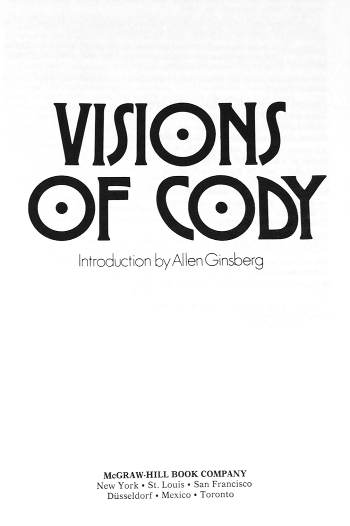 VISIONS
OF CODY
Introduction by Allen Ginsberg
McGRAW-HILL BOOK COMPANY
New York • St. Louis • San Francisco
Düsseldorf • Mexico • Toronto